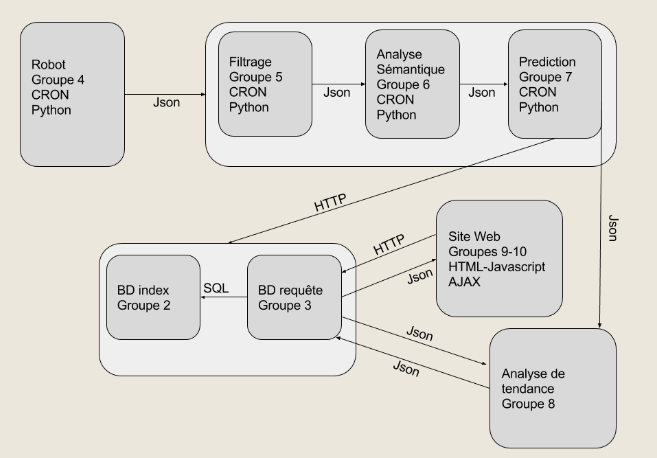 Robot
Groupe 4
CRON
Python
Json
Filtrage
Groupe 5
CRON
Python
Json
Analyse
Sémantique
Groupe 6
CRON
Python
Json
Prediction
Groupe 7
CRON
Python
HTTP
Json
BD index
Groupe 2
SQL
BD requête
Groupe 3
HTTP
Json
Site Web
Groupes 9-10
HTML-Javascript
AJAX
Json
Json
Analyse de
tendance
Groupe 8